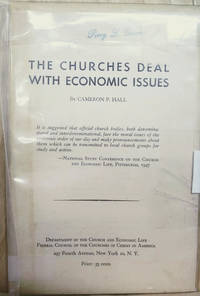 THE CHURCHES DEAL
WITH ECONOMIC ISSUES
By CAMERON P. HALL
It is suggested that official church bodies, both denominational
and interdenominational, face the moral issues of the
economic order of our day and make pronouncements about
them which can be transmitted to local church groups for
study and action.
—National Study Conference on the Church
and Economic Life, Pittsburgh, 1947
Department of the Church and Economic Life
Federal Council of the Churches of Christ in America
297 Fourth Avenue, New York 10, N. Y.
Price: 35 cents